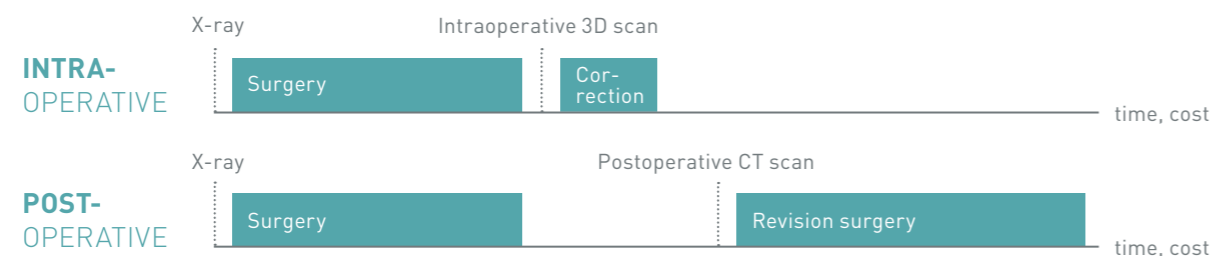 X-ray
Intraoperative 3D scan
INTRA-
OPERATIVE
Surgery
Cor-
rection
time, cost
X-ray
Postoperative CT scan
POST-
OPERATIVE
Surgery
Revision surgery
time, cost